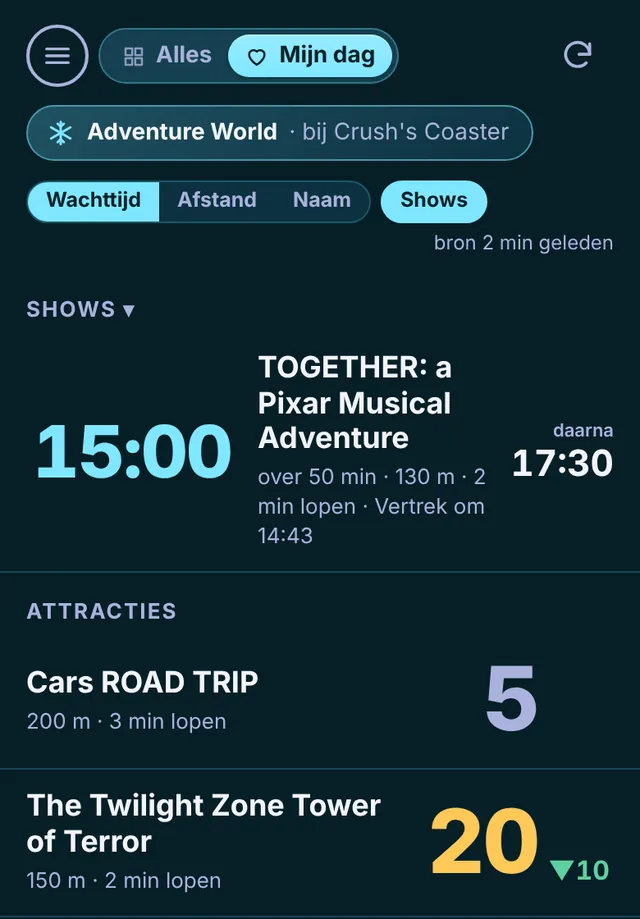 Alles Mijn dag
Adventure World · bij Crush's Coaster
Wachttijd Afstand Naam Shows
bron 2 min geleden
SHOWS ▼
15:00
TOGETHER: a
Pixar Musical
Adventure
over 50 min · 130 m · 2
min lopen · Vertrek om
14:43
daarna
17:30
ATTRACTIES
Cars ROAD TRIP
200 m · 3 min lopen
5
The Twilight Zone Tower
of Terror
150 m · 2 min lopen
20 ▼10